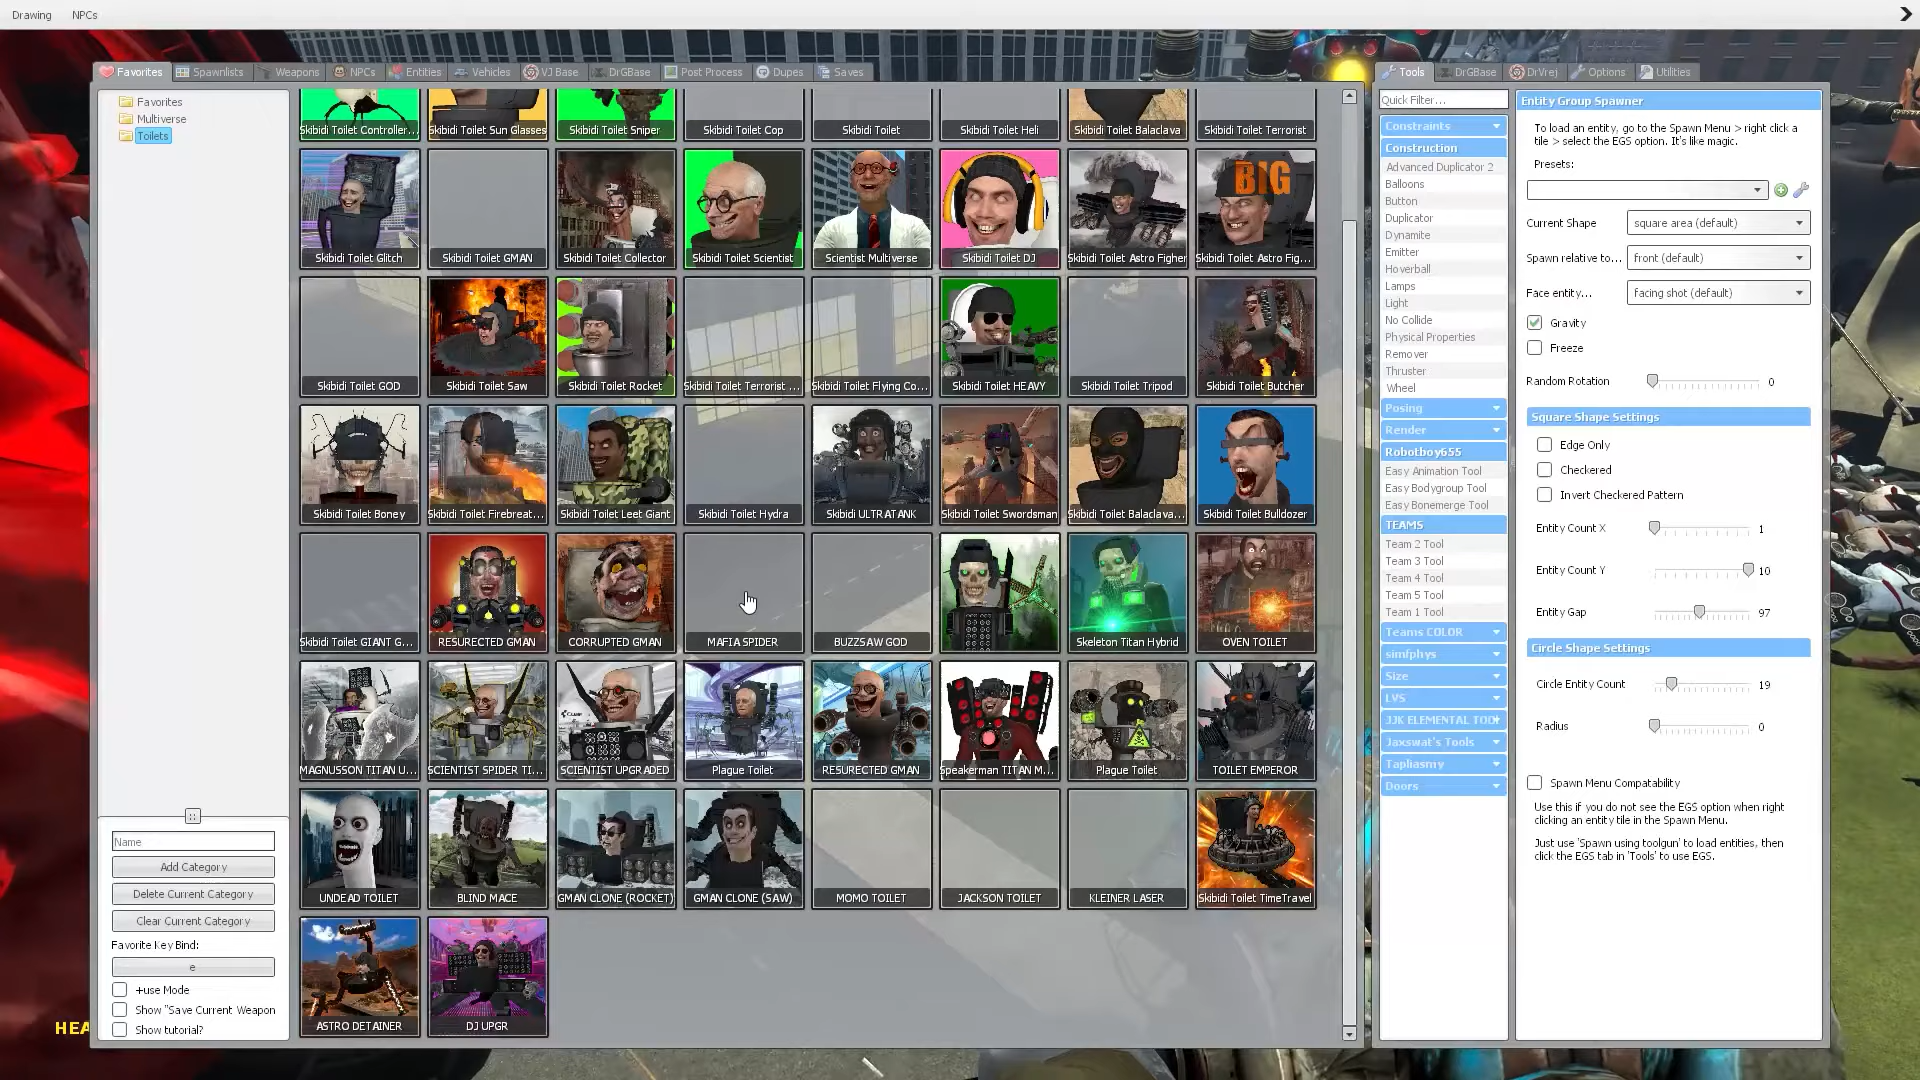 Drawing NPCs
Favorites Spawnlists Weapons NPCs Entities Vehicles VJ Base DrGBase Post Process Dupes Saves
Tools DrGBase DrVrej Options Utilities
Favorites
Multiverse
Toilets
Name
Add Category
Delete Current Category
Clear Current Category
Favorite Key Bind:
e
+use Mode
Show "Save Current Weapon
Show tutorial?
HEA
Skibidi Toilet Controller... Skibidi Toilet Sun Glasses Skibidi Toilet Sniper Skibidi Toilet Cop Skibidi Toilet Skibidi Toilet Heli Skibidi Toilet Balaclava Skibidi Toilet Terrorist
BIG
Skibidi Toilet Glitch Skibidi Toilet GMAN Skibidi Toilet Collector Skibidi Toilet Scientist Scientist Multiverse Skibidi Toilet DJ Skibidi Toilet Astro Figher Skibidi Toilet Astro Fig...
Skibidi Toilet GOD Skibidi Toilet Saw Skibidi Toilet Rocket Skibidi Toilet Terrorist ... Skibidi Toilet Flying Co... Skibidi Toilet HEAVY Skibidi Toilet Tripod Skibidi Toilet Butcher
Skibidi Toilet Boney Skibidi Toilet Firebreat... Skibidi Toilet Leet Giant Skibidi Toilet Hydra Skibidi ULTRATANK Skibidi Toilet Swordsman Skibidi Toilet Balaclava... Skibidi Toilet Bulldozer
Skibidi Toilet GIANT G... RESURECTED GMAN CORRUPTED GMAN MAFIA SPIDER BUZZSAW GOD Skeleton Titan Hybrid OVEN TOILET
MAGNUSSON TITAN U... SCIENTIST SPIDER TI... SCIENTIST UPGRADED Plague Toilet RESURECTED GMAN Speakerman TITAN M... Plague Toilet TOILET EMPEROR
UNDEAD TOILET BLIND MACE GMAN CLONE (ROCKET) GMAN CLONE (SAW) MOMO TOILET JACKSON TOILET KLEINER LASER Skibidi Toilet TimeTravel
ASTRO DETAINER DJ UPGR
Quick Filter...
Constraints
Construction
Advanced Duplicator 2
Balloons
Button
Duplicator
Dynamite
Emitter
Hoverball
Lamps
Light
No Collide
Physical Properties
Remover
Thruster
Wheel
Posing
Render
Robotboy655
Easy Animation Tool
Easy Bodygroup Tool
Easy Bonemerge Tool
TEAMS
Team 2 Tool
Team 3 Tool
Team 4 Tool
Team 5 Tool
Team 1 Tool
Teams COLOR
simfphys
Size
LVS
JJK ELEMENTAL TOO
Jaxswat's Tools
Tapliasmy
Doors
Entity Group Spawner
To load an entity, go to the Spawn Menu > right click a
tile > select the EGS option. It's like magic.
Presets:
Current Shape square area (default)
Spawn relative to... front (default)
Face entity... facing shot (default)
Gravity
Freeze
Random Rotation 0
Square Shape Settings
Edge Only
Checkered
Invert Checkered Pattern
Entity Count X 1
Entity Count Y 10
Entity Gap 97
Circle Shape Settings
Circle Entity Count 19
Radius 0
Spawn Menu Compatability
Use this if you do not see the EGS option when right
clicking an entity tile in the Spawn Menu.
Just use 'Spawn using toolgun' to load entities, then
click the EGS tab in 'Tools' to use EGS.